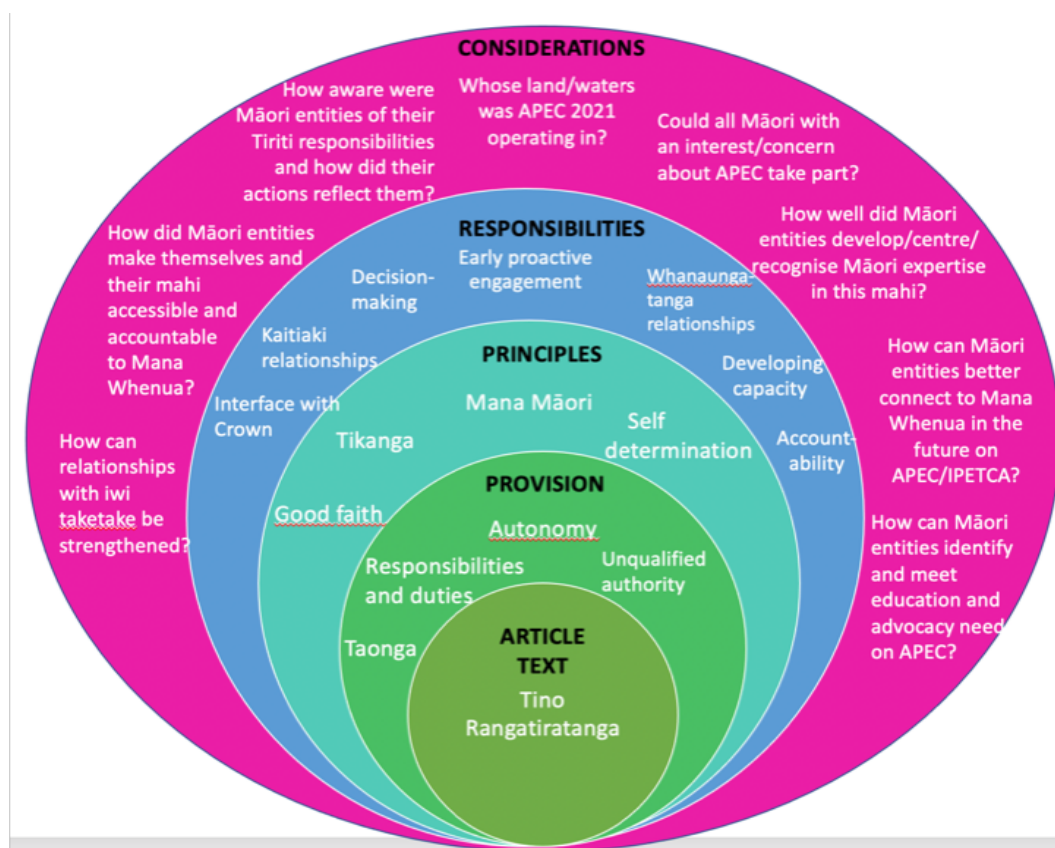 CONSIDERATIONS
How aware were
Māori entities of their
Tiriti responsibilities
and how did their
actions reflect them?
Whose land/waters
was APEC 2021
operating in?
Could all Māori with
an interest/concern
about APEC take part?
How did Māori entities
make themselves and
their mahi
accessible and
accountable
to Mana
Whenua?
How well did Māori
entities develop/centre/
recognise Māori expertise
in this mahi?
How can
relationships
with iwi
taketake be
strengthened?
How can Māori
entities better
connect to Mana
Whenua in the
future on
APEC/IPETCA?
How can Māori
entities identify
and meet
education and
advocacy need
on APEC?
RESPONSIBILITIES
Early proactive
engagement
Decision-
making
Whanaunga-
tanga
relationships
Kaitiaki
relationships
Developing
capacity
Interface with
Crown
Account-
ability
PRINCIPLES
Mana Māori
Tikanga
Self
determination
Good faith
PROVISION
Autonomy
Responsibilities
and duties
Unqualified
authority
Taonga
ARTICLE
TEXT
Tino
Rangatiratanga